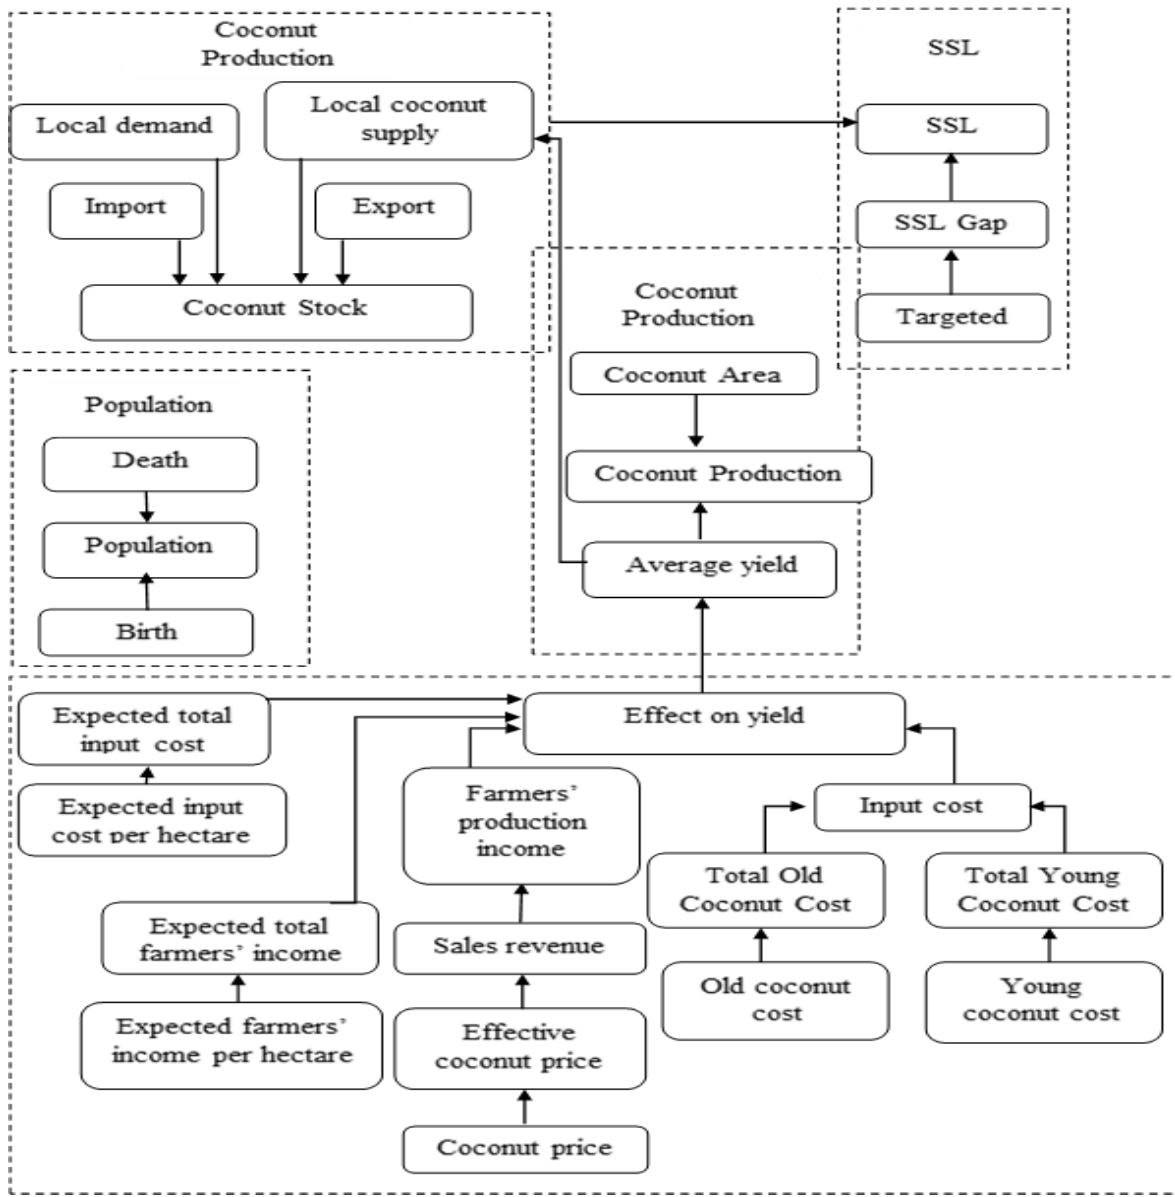 Coconut
Production
Local demand
Local coconut
supply
Import
Export
Coconut Stock
SSL
SSL
SSL Gap
Targeted
Coconut
Production
Coconut Area
Coconut Production
Average yield
Population
Death
Population
Birth
Expected total
input cost
Expected input
cost per hectare
Effect on yield
Farmers’
production
income
Input cost
Total Old
Coconut Cost
Total Young
Coconut Cost
Expected total
farmers’ income
Sales revenue
Old coconut
cost
Young
coconut cost
Expected farmers’
income per hectare
Effective
coconut price
Coconut price